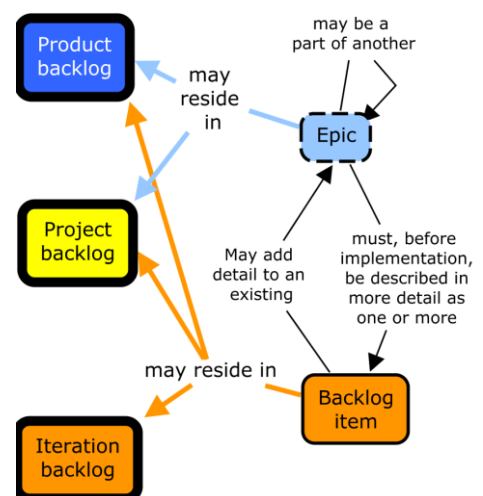 Product
backlog
may
reside
in
may be a
part of another
Epic
Project
backlog
May add
detail to an
existing
must, before
implementation,
be described in
more detail as
one or more
may reside in
Iteration
backlog
Backlog
item